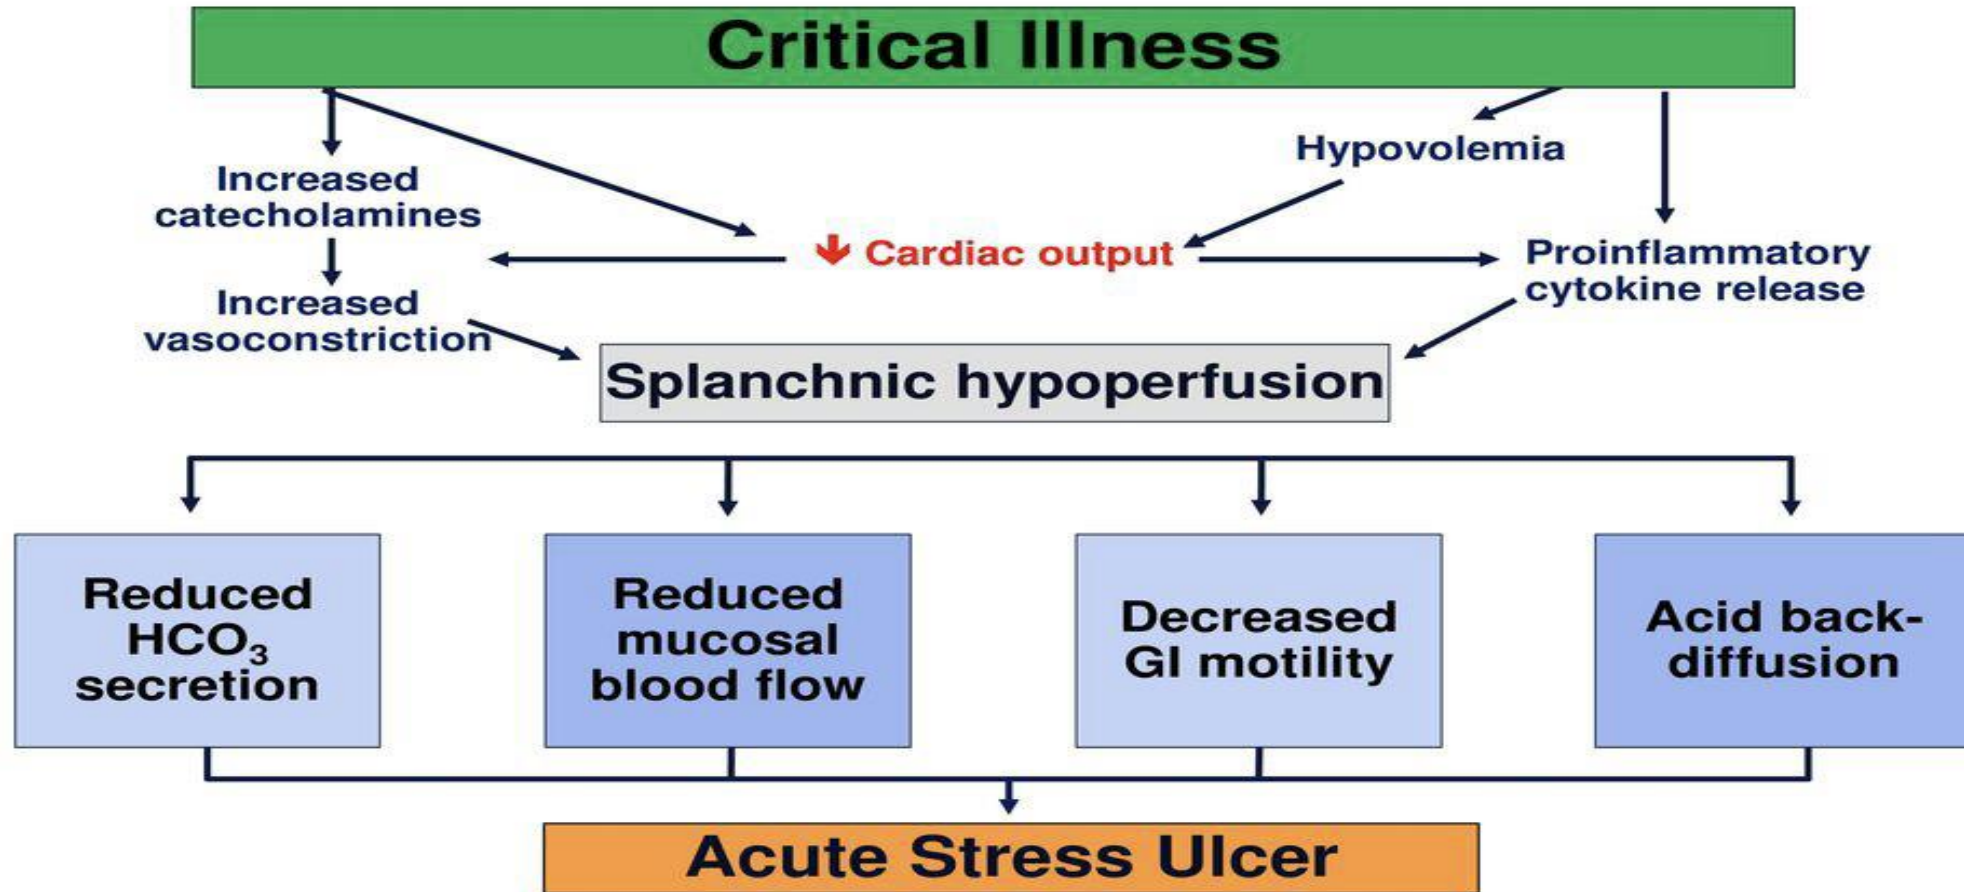 Critical Illness
Hypovolemia
Increased
catecholamines
Cardiac output
Proinflammatory
cytokine release
Increased
vasoconstriction
Splanchnic hypoperfusion
Reduced
HCO₃
secretion
Reduced
mucosal
blood flow
Decreased
GI motility
Acid back-
diffusion
Acute Stress Ulcer